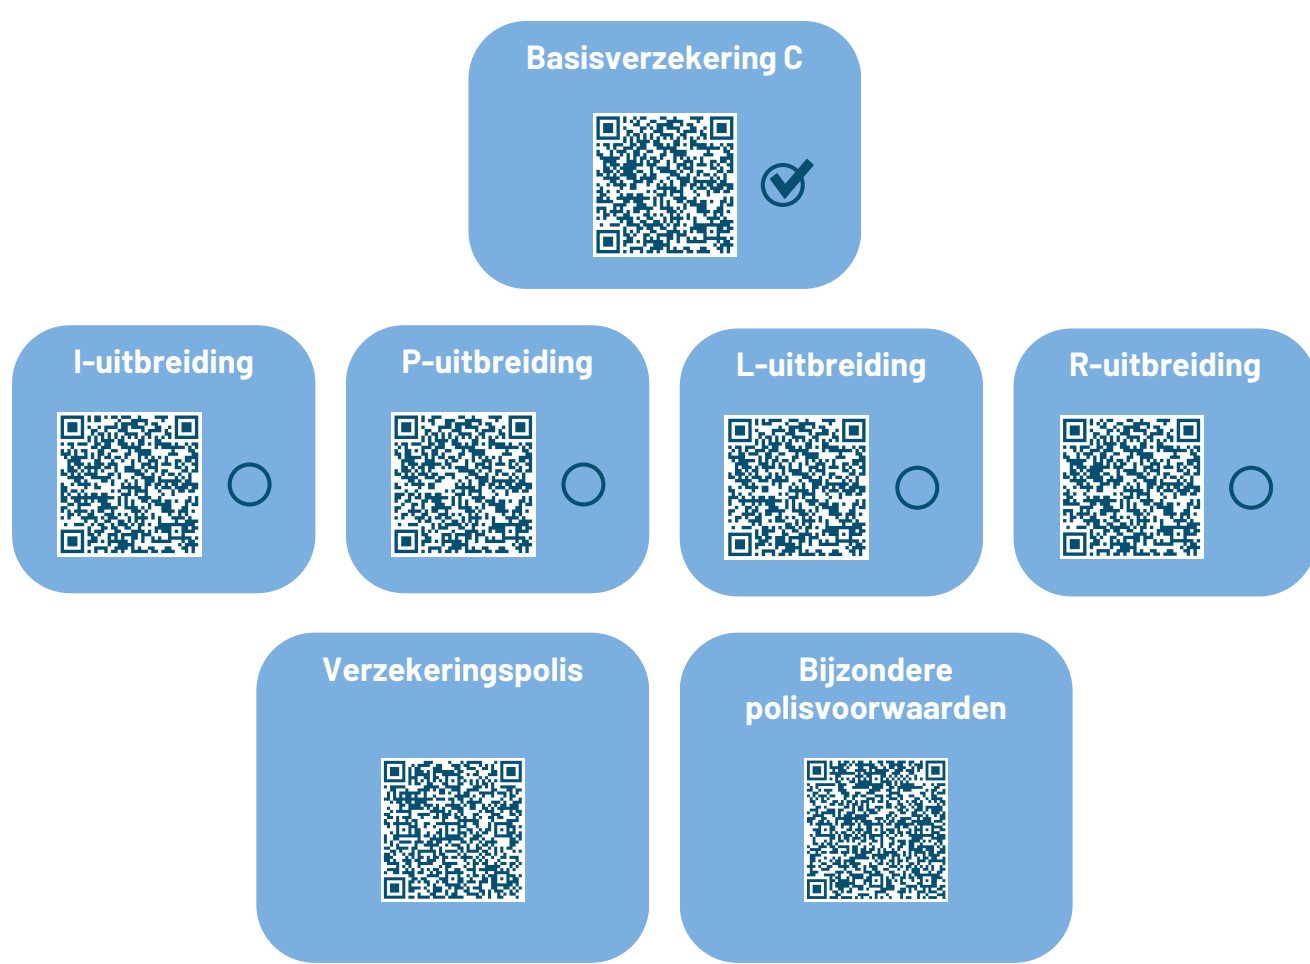 Basisverzekering C
I-uitbreiding
P-uitbreiding
L-uitbreiding
R-uitbreiding
Verzekeringspolis
Bijzondere
polisvoorwaarden